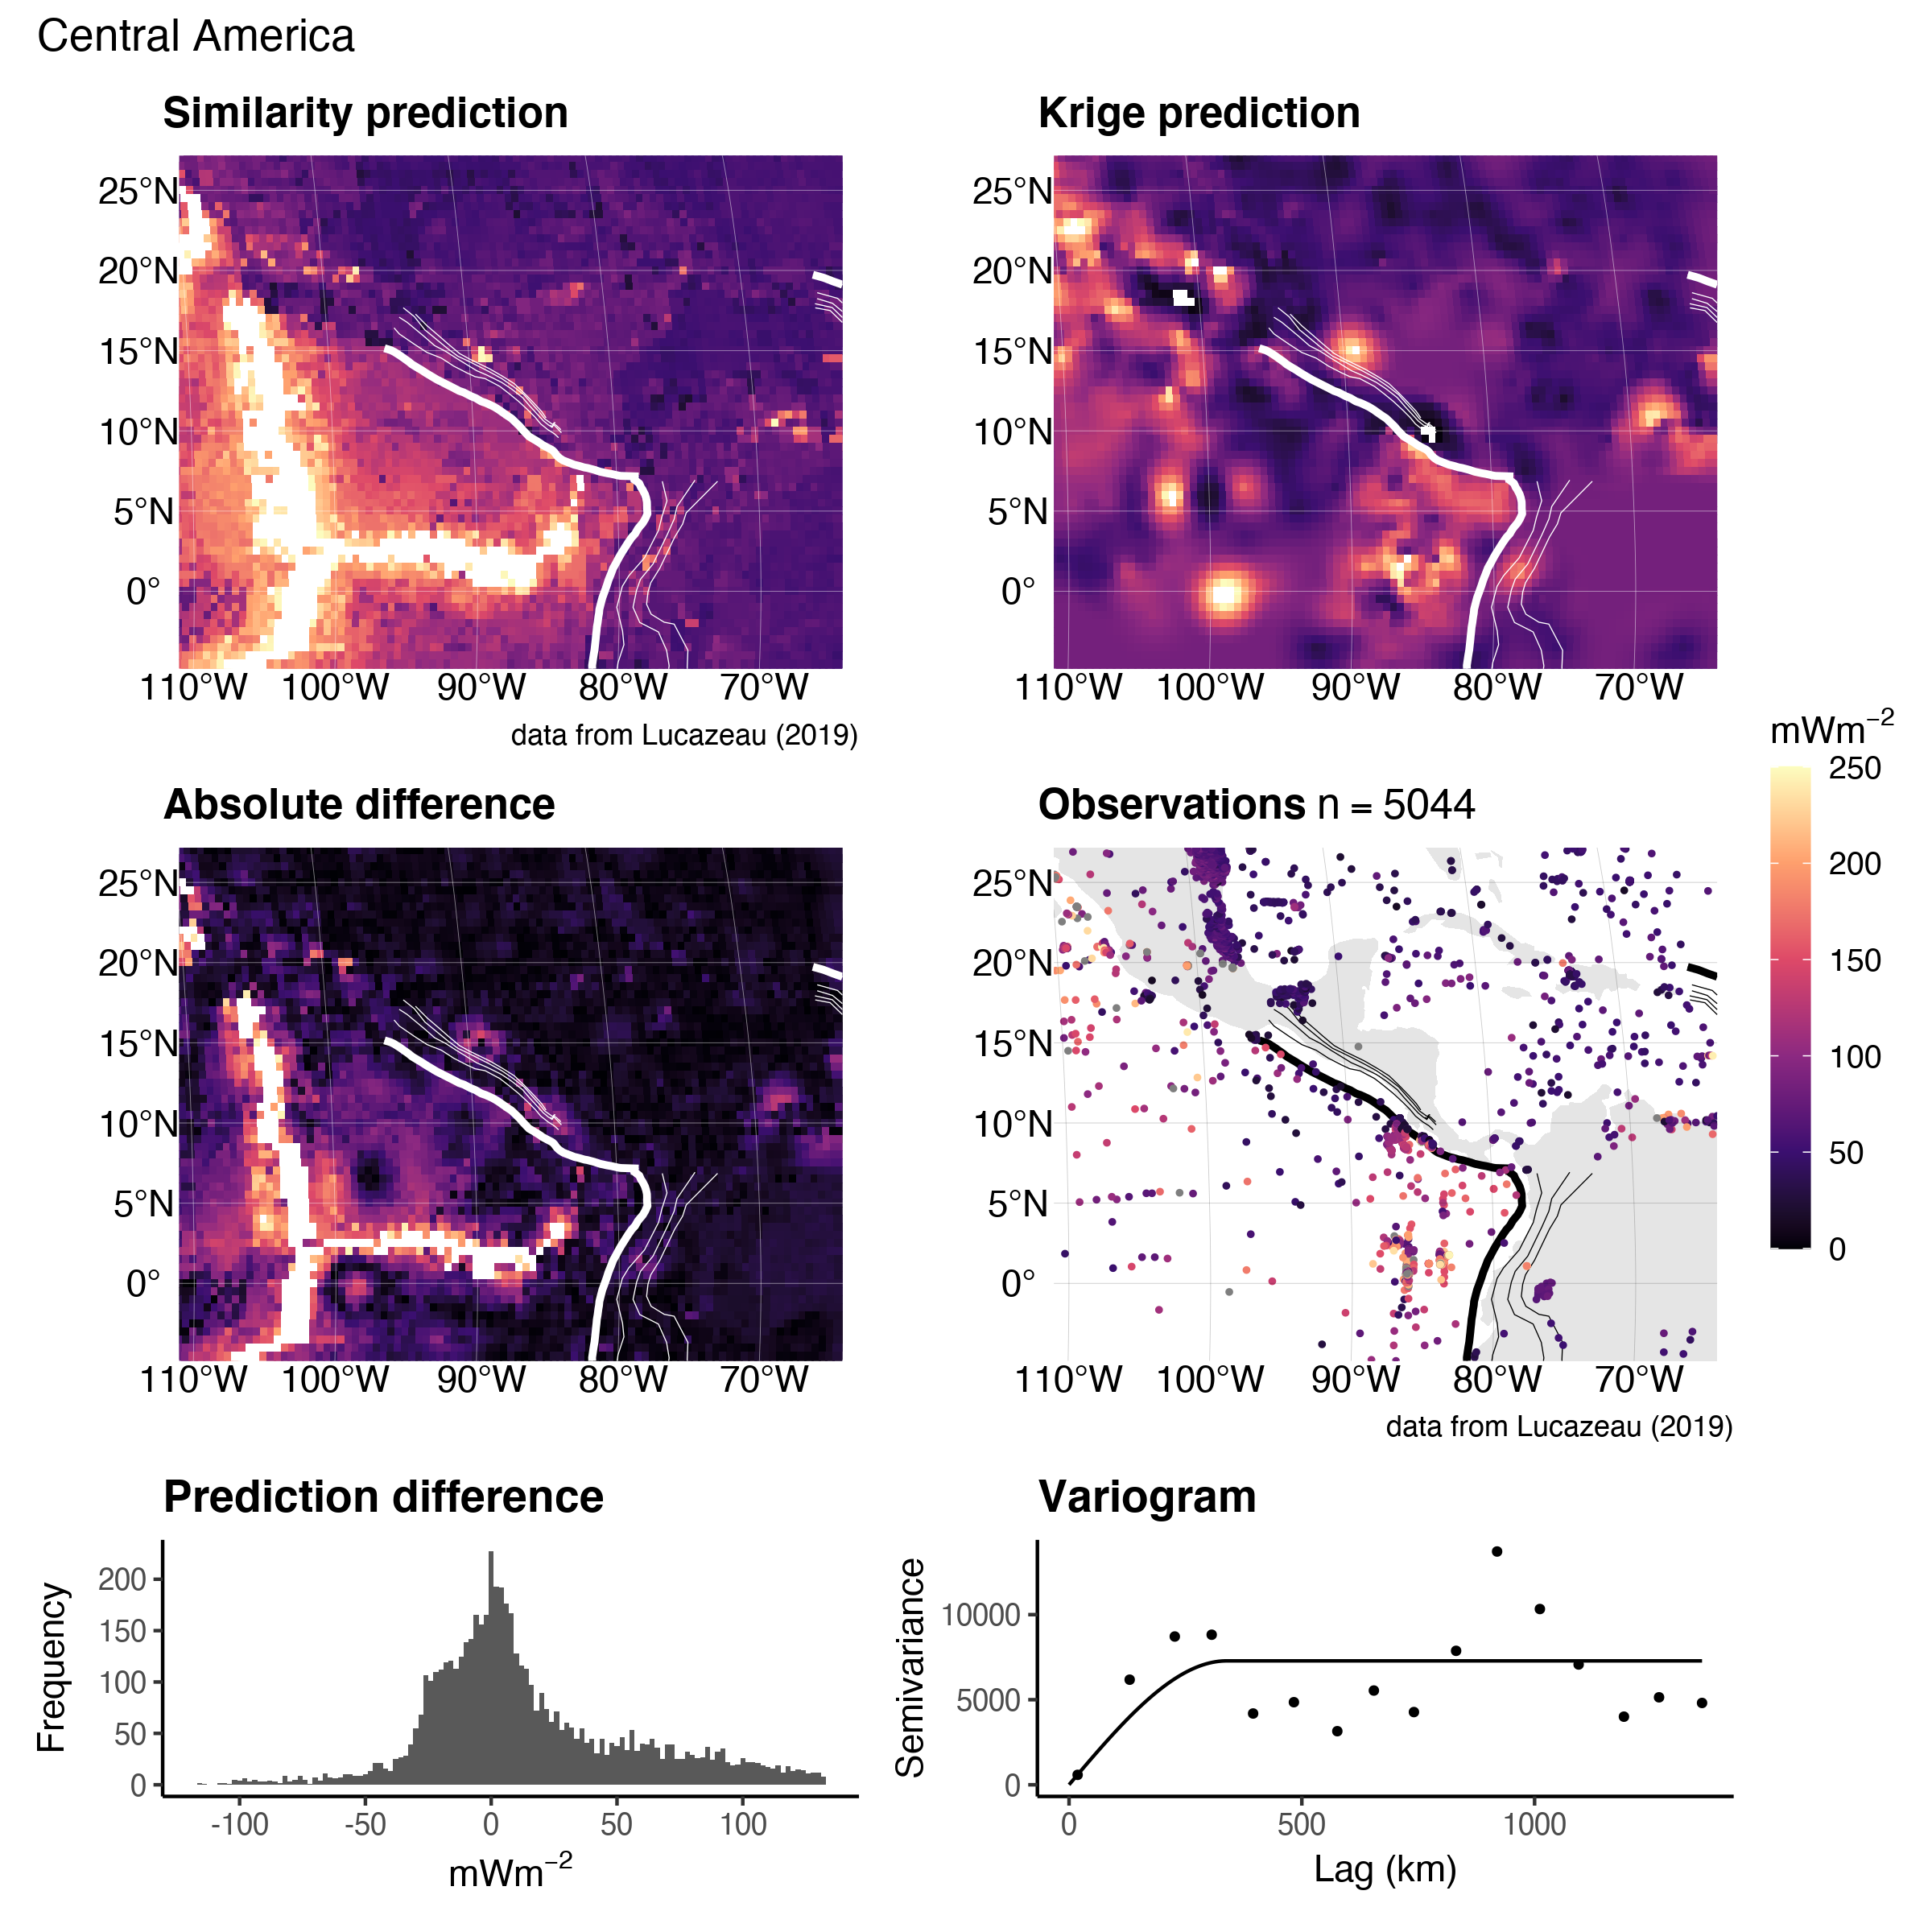 Central America
Similarity prediction
Krige prediction
25°N
20°N
15°N
10°N
5°N
0°
110°W 100°W 90°W 80°W 70°W
25°N
20°N
15°N
10°N
5°N
0°
110°W 100°W 90°W 80°W 70°W
data from Lucazeau (2019)
mWm⁻²
250
200
150
100
50
0
Absolute difference
Observations n = 5044
25°N
20°N
15°N
10°N
5°N
0°
110°W 100°W 90°W 80°W 70°W
25°N
20°N
15°N
10°N
5°N
0°
110°W 100°W 90°W 80°W 70°W
data from Lucazeau (2019)
Prediction difference
Frequency
200
150
100
50
0
-100 -50 0 50 100
mWm⁻²
Variogram
Semivariance
10000
5000
0
0 500 1000
Lag (km)